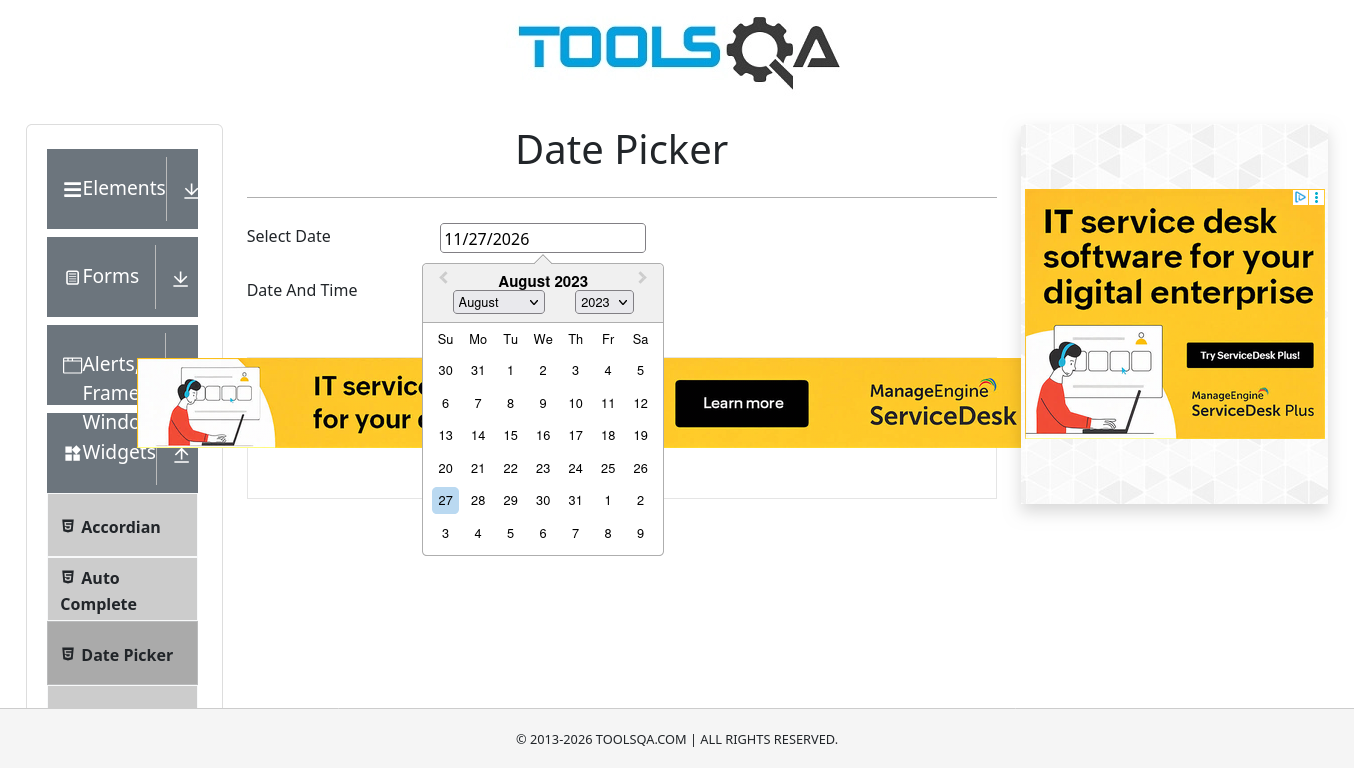 TOOLSQA
Elements
Forms
Alerts,
Frame
Windo
Widgets
Accordian
Auto
Complete
Date Picker
Date Picker
Select Date
11/27/2026
Date And Time
August 2023
August
2023
Su Mo Tu We Th Fr Sa
30 31 1 2 3 4 5
6 7 8 9 10 11 12
13 14 15 16 17 18 19
20 21 22 23 24 25 26
27 28 29 30 31 1 2
3 4 5 6 7 8 9
IT service
for your
Learn more
ManageEngine
ServiceDesk
IT service desk
software for your
digital enterprise
Try ServiceDesk Plus!
ManageEngine
ServiceDesk Plus
© 2013-2026 TOOLSQA.COM | ALL RIGHTS RESERVED.